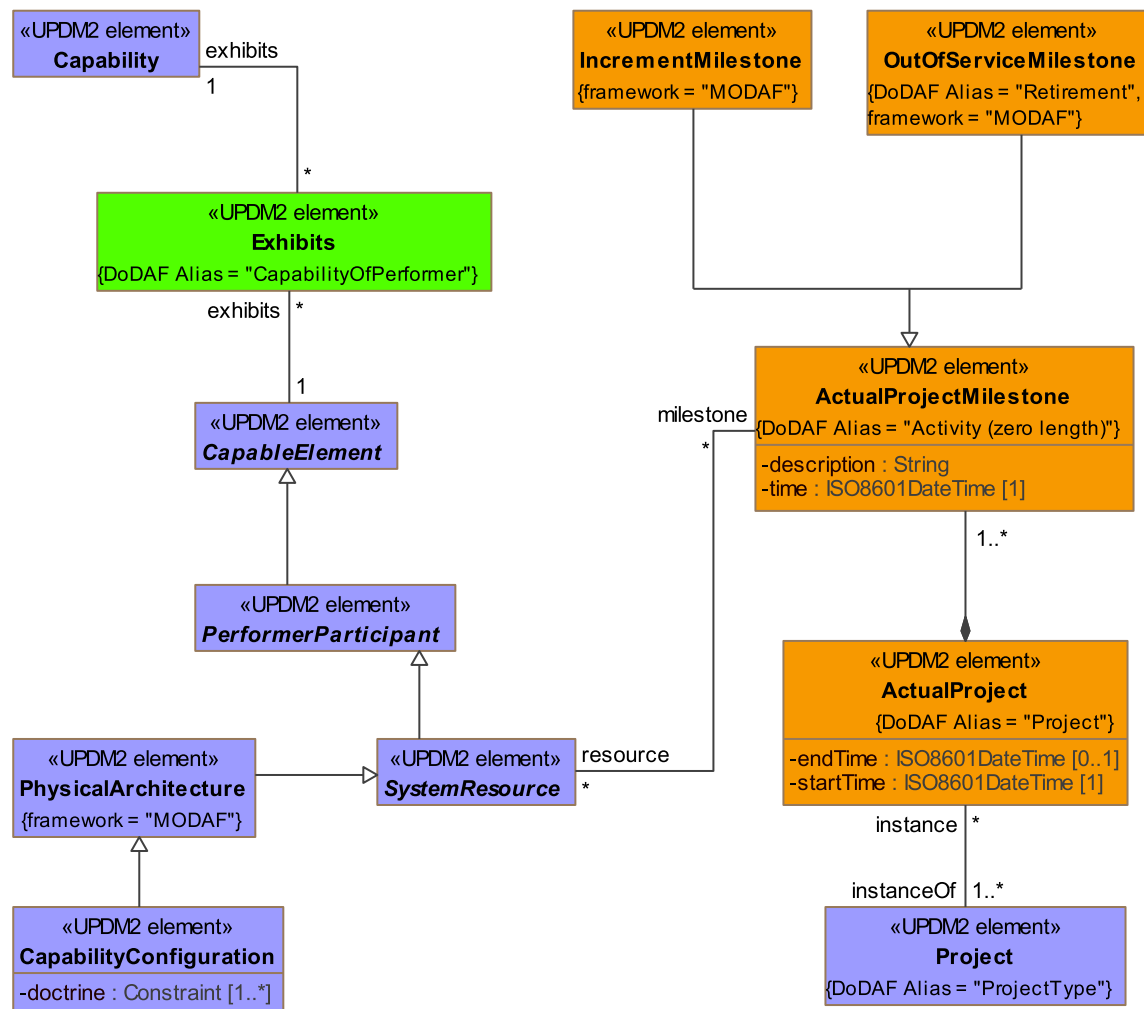 «UPDM2 element»
Capability
exhibits
1
*
«UPDM2 element»
IncrementMilestone
{framework = "MODAF"}
«UPDM2 element»
OutOfServiceMilestone
{DoDAF Alias = "Retirement",
framework = "MODAF"}
«UPDM2 element»
Exhibits
{DoDAF Alias = "CapabilityOfPerformer"}
exhibits
*
1
«UPDM2 element»
CapableElement
«UPDM2 element»
ActualProjectMilestone
{DoDAF Alias = "Activity (zero length)"}
-description : String
-time : ISO8601DateTime [1]
milestone
*
1..*
«UPDM2 element»
PerformerParticipant
«UPDM2 element»
ActualProject
{DoDAF Alias = "Project"}
-endTime : ISO8601DateTime [0..1]
-startTime : ISO8601DateTime [1]
«UPDM2 element»
PhysicalArchitecture
{framework = "MODAF"}
«UPDM2 element»
SystemResource
resource
*
instance
*
instanceOf
1..*
«UPDM2 element»
CapabilityConfiguration
-doctrine : Constraint [1..*]
«UPDM2 element»
Project
{DoDAF Alias = "ProjectType"}